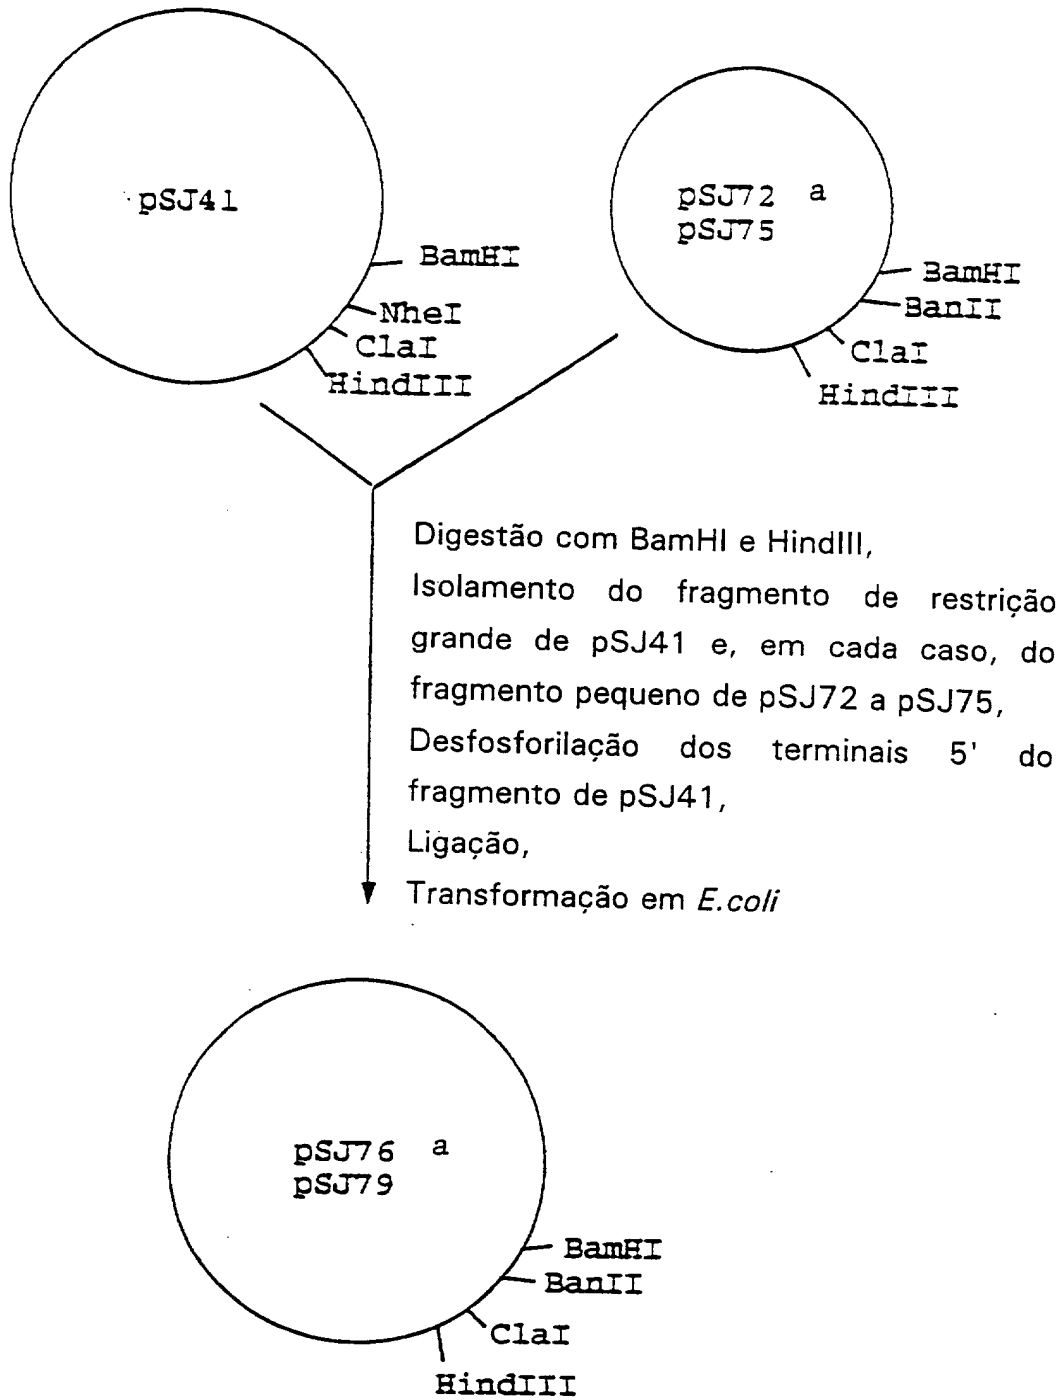 pSJ41
BamHI
NheI
ClaI
HindIII
pSJ72 a
pSJ75
BamHI
BanII
ClaI
HindIII
Digestão com BamHI e HindIII,
Isolamento do fragmento de restrição
grande de pSJ41 e, em cada caso, do
fragmento pequeno de pSJ72 a pSJ75,
Desfosforilação dos terminais 5' do
fragmento de pSJ41,
Ligação,
Transformação em E.coli
pSJ76 a
pSJ79
BamHI
BanII
ClaI
HindIII